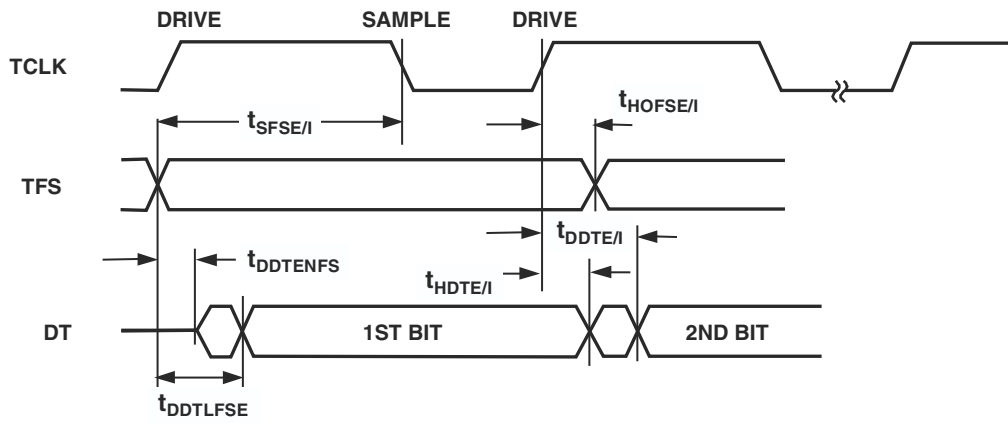 DRIVE SAMPLE DRIVE
TCLK
tHOFSE/I
tSFSE/I
TFS
tDDTE/I
tDDTENFS
tHDTE/I
DT 1ST BIT 2ND BIT
tDDTLFSE